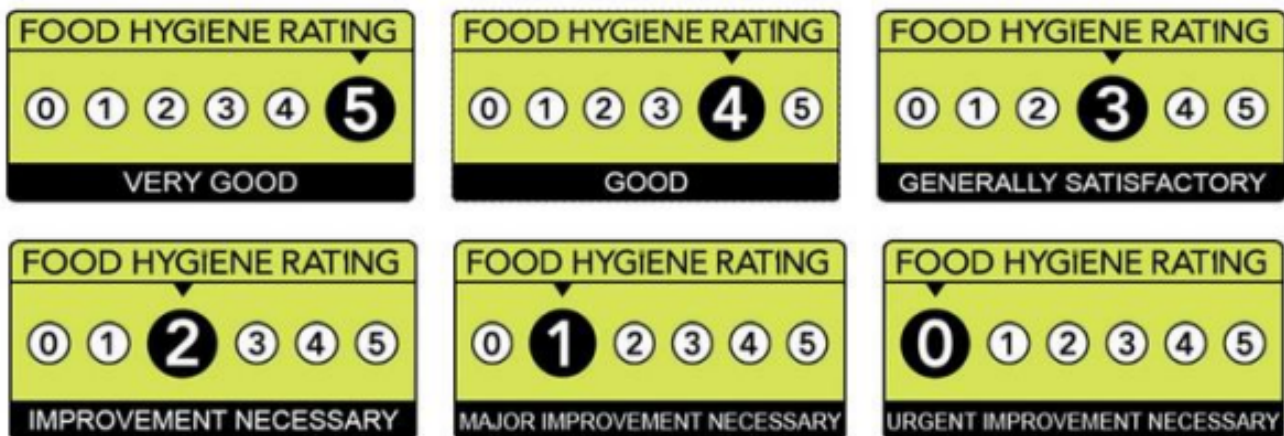 FOOD HYGIENE RATING
0 1 2 3 4 5
VERY GOOD
FOOD HYGIENE RATING
0 1 2 3 4 5
GOOD
FOOD HYGIENE RATING
0 1 2 3 4 5
GENERALLY SATISFACTORY
FOOD HYGIENE RATING
0 1 2 3 4 5
IMPROVEMENT NECESSARY
FOOD HYGIENE RATING
0 1 2 3 4 5
MAJOR IMPROVEMENT NECESSARY
FOOD HYGIENE RATING
0 1 2 3 4 5
URGENT IMPROVEMENT NECESSARY